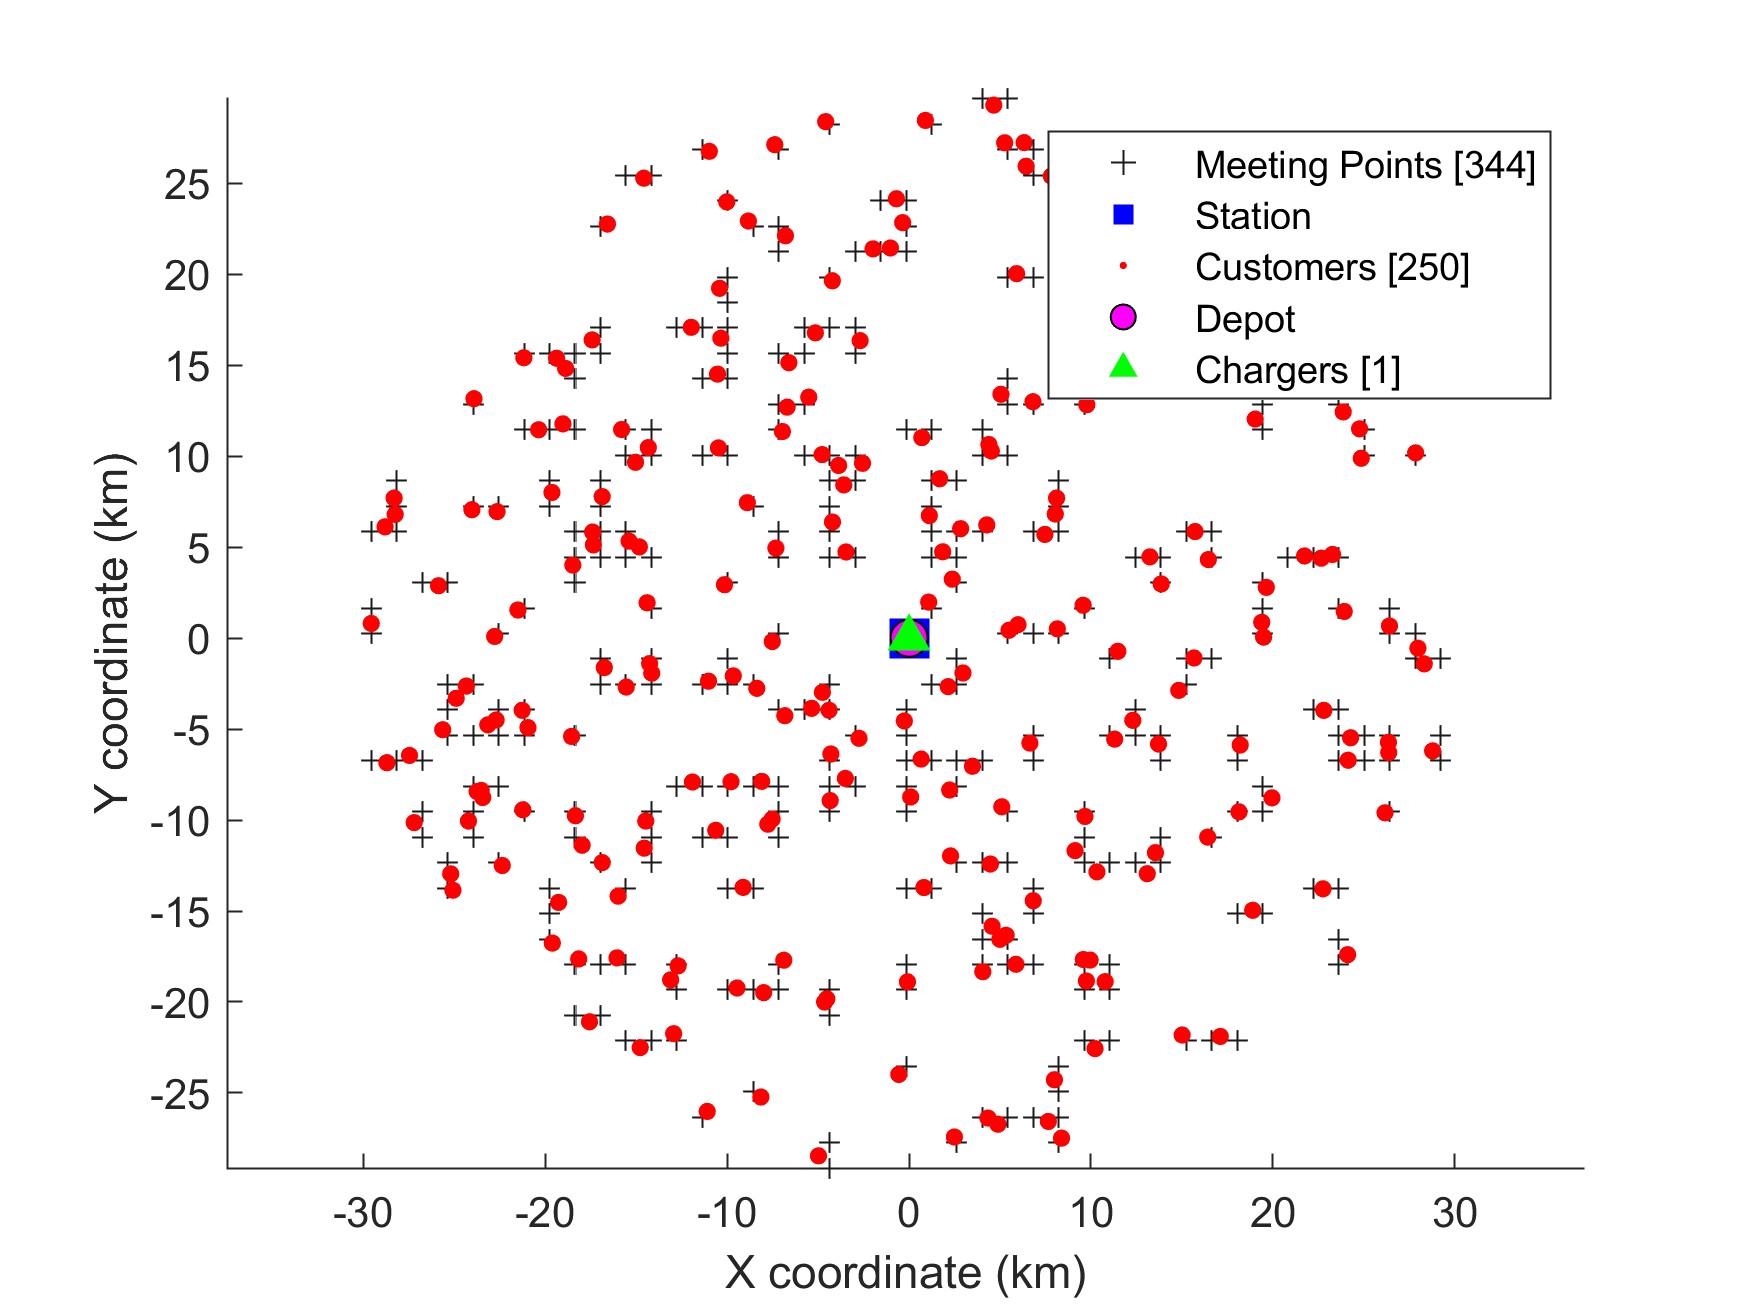 Meeting Points [344]
Station
Customers [250]
Depot
Chargers [1]
25
20
15
10
5
0
-5
-10
-15
-20
-25
Y coordinate (km)
-30 -20 -10 0 10 20 30
X coordinate (km)